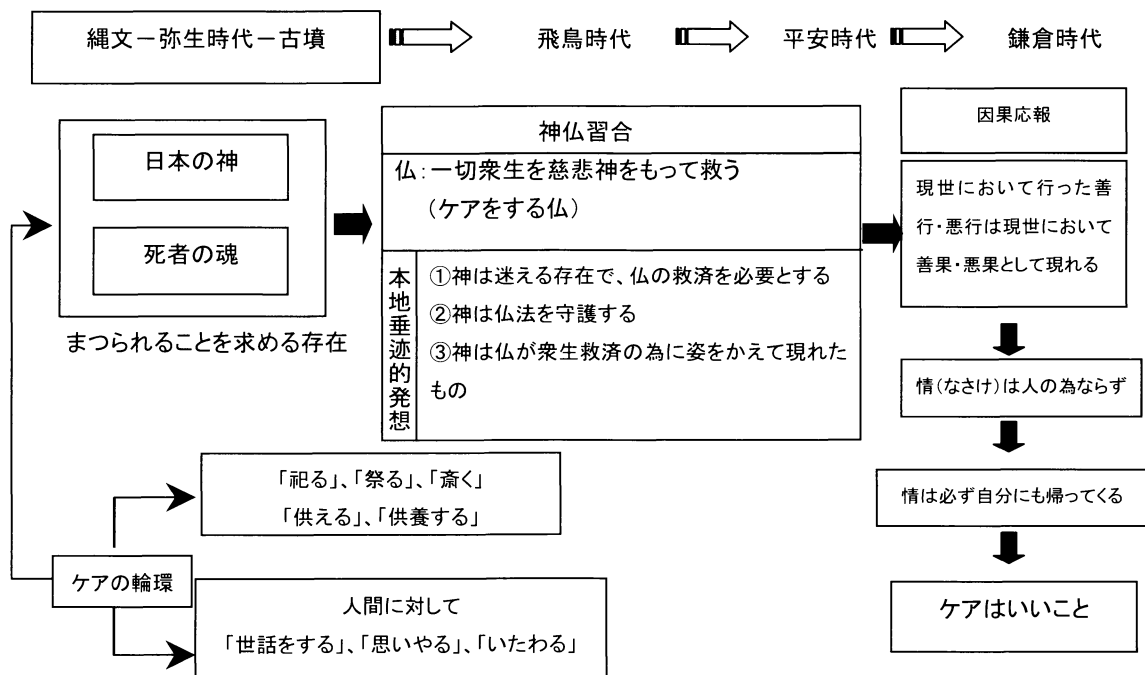 縄文－弥生時代－古墳
飛鳥時代
平安時代
鎌倉時代
日本の神
死者の魂
まつられることを求める存在
神仏習合
仏：一切衆生を慈悲神をもって救う
（ケアをする仏）
本地垂迹的発想
①神は迷える存在で、仏の救済を必要とする
②神は仏法を守護する
③神は仏が衆生救済の為に姿をかえて現れた
もの
因果応報
現世において行った善
行・悪行は現世において
善果・悪果として現れる
情（なさけ）は人の為ならず
情は必ず自分にも帰ってくる
ケアはいいこと
「祀る」、「祭る」、「斎く」
「供える」、「供養する」
ケアの輪環
人間に対して
「世話をする」、「思いやる」、「いたわる」